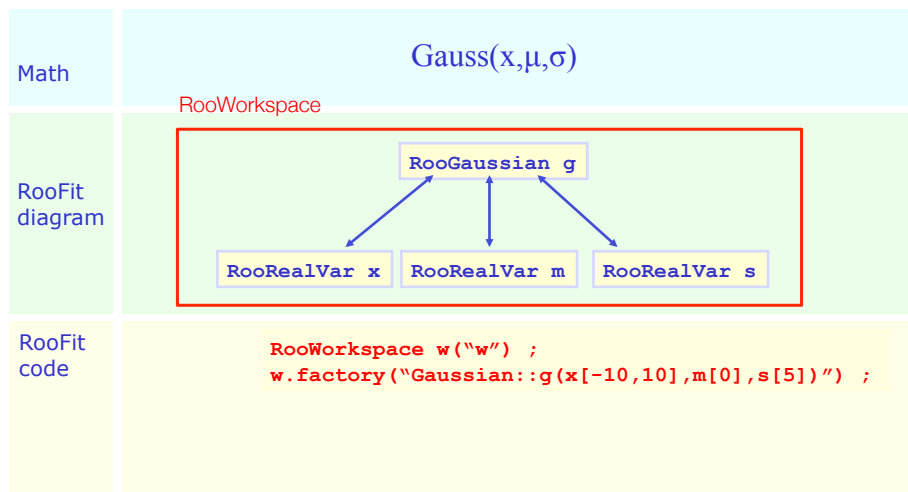 Math
Gauss(x,μ,σ)
RooWorkspace
RooFit
diagram
RooGaussian g
RooRealVar x
RooRealVar m
RooRealVar s
RooFit
code
RooWorkspace w(“w”) ;
w.factory(“Gaussian::g(x[-10,10],m[0],s[5])”) ;